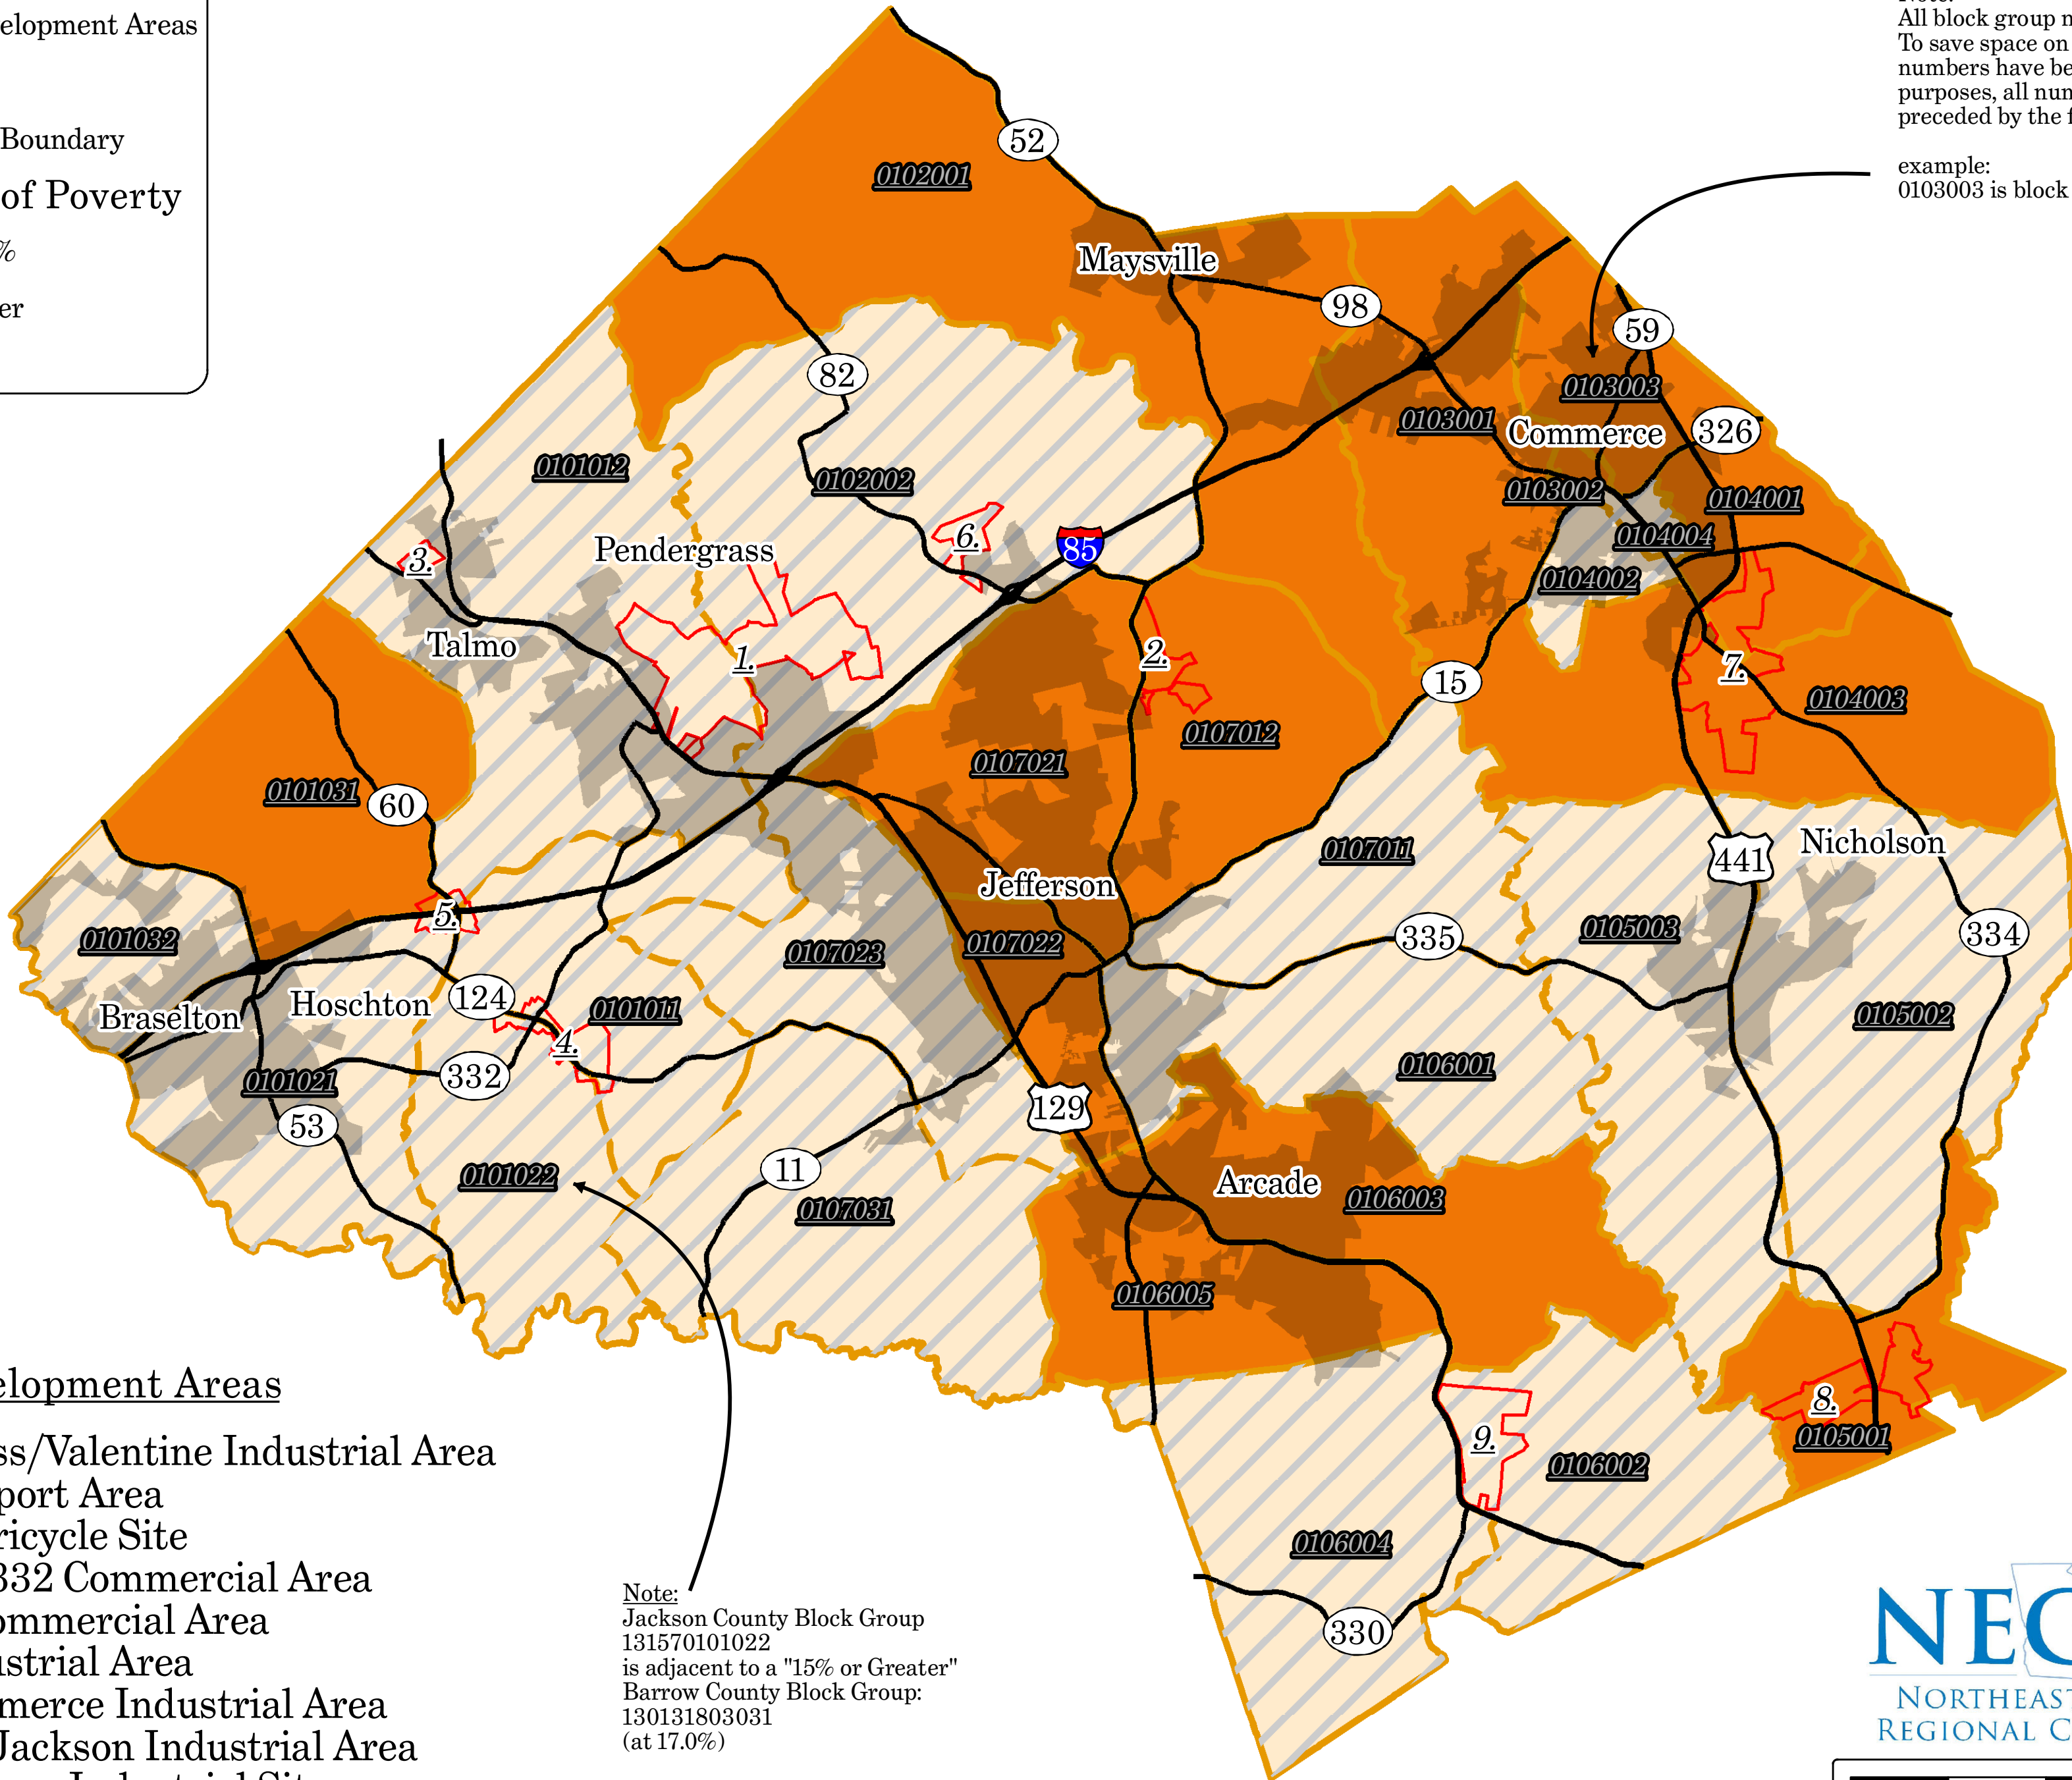 elopment Areas
Boundary
of Poverty
%
er
All block group
To save space on
numbers have be
purposes, all num
preceded by the f
example:
0103003 is block
52
0102001
Maysville
98
59
82
0103003
0103001
Commerce
326
0101012
0102002
0103002
0104001
3.
Pendergrass
6.
85
0104004
0104002
Talmo
1.
2.
15
7.
0104003
0107012
0107021
0101031
60
0107011
441
Nicholson
Jefferson
5.
0101032
0107023
0107022
335
0105003
334
124
Hoschton
Braselton
0101011
0105002
4.
332
0101021
0106001
53
129
11
0101022
Arcade
0106003
0107031
0106005
8.
0105001
9.
0106002
0106004
330
elopment Areas
ss/Valentine Industrial Area
port Area
ricycle Site
332 Commercial Area
ommercial Area
ustrial Area
merce Industrial Area
Jackson Industrial Area
Note:
Jackson County Block Group
131570101022
is adjacent to a "15% or Greater"
Barrow County Block Group:
130131803031
(at 17.0%)
NEG
NORTHEAST
REGIONAL C